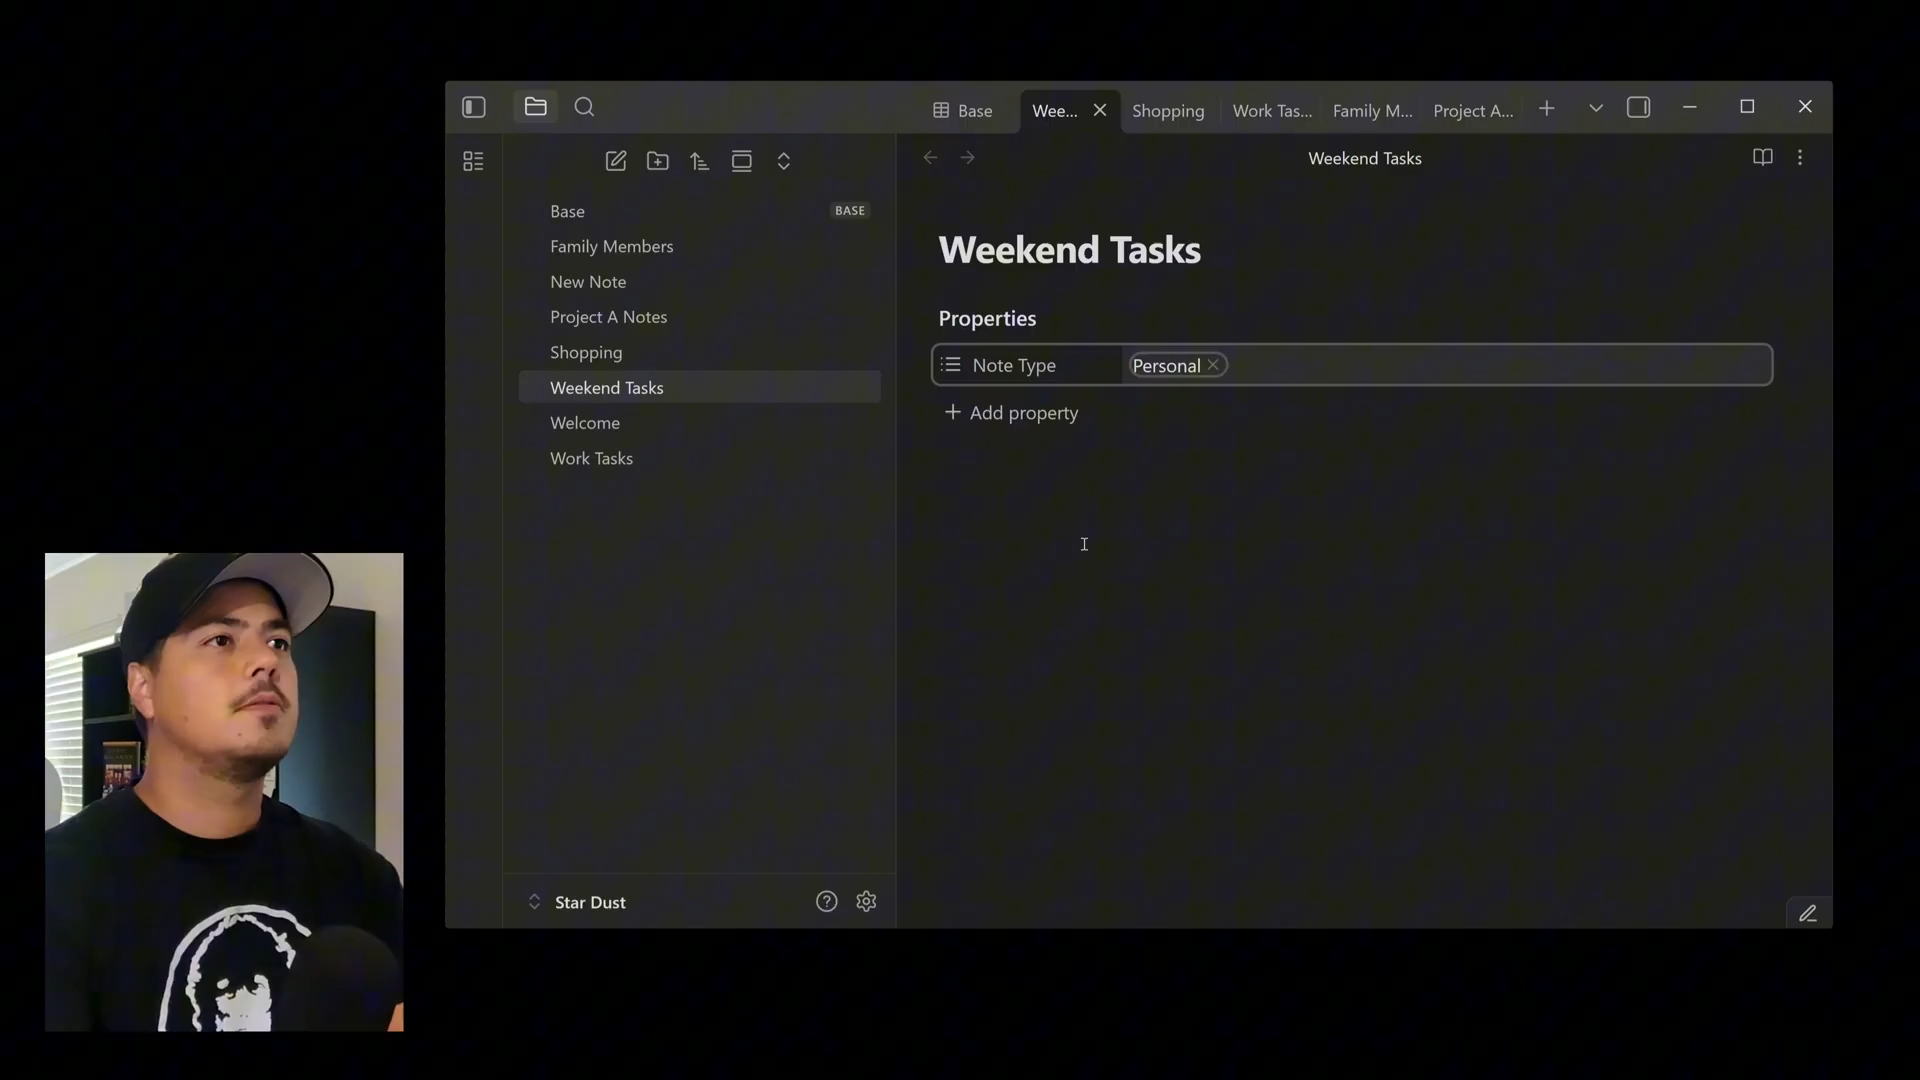 Base
Wee...
Shopping
Work Tas...
Family M...
Project A...
Weekend Tasks
Base
BASE
Family Members
New Note
Project A Notes
Shopping
Weekend Tasks
Welcome
Work Tasks
Star Dust
Weekend Tasks
Properties
Note Type
Personal
Add property